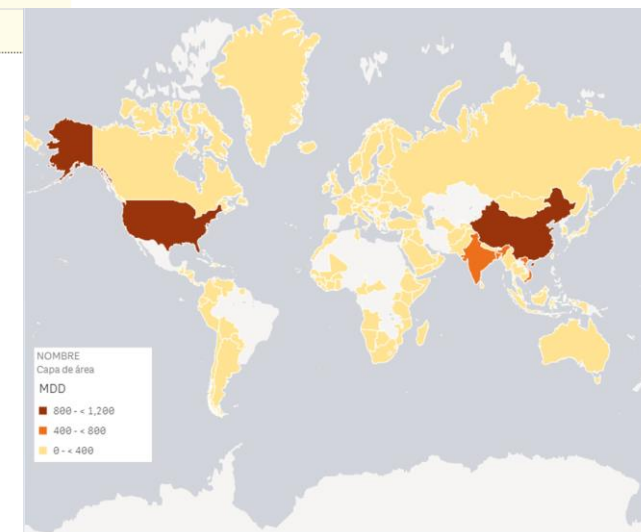 NOMBRE
Capa de área
MDD
800 - < 1,200
400 - < 800
0 - < 400